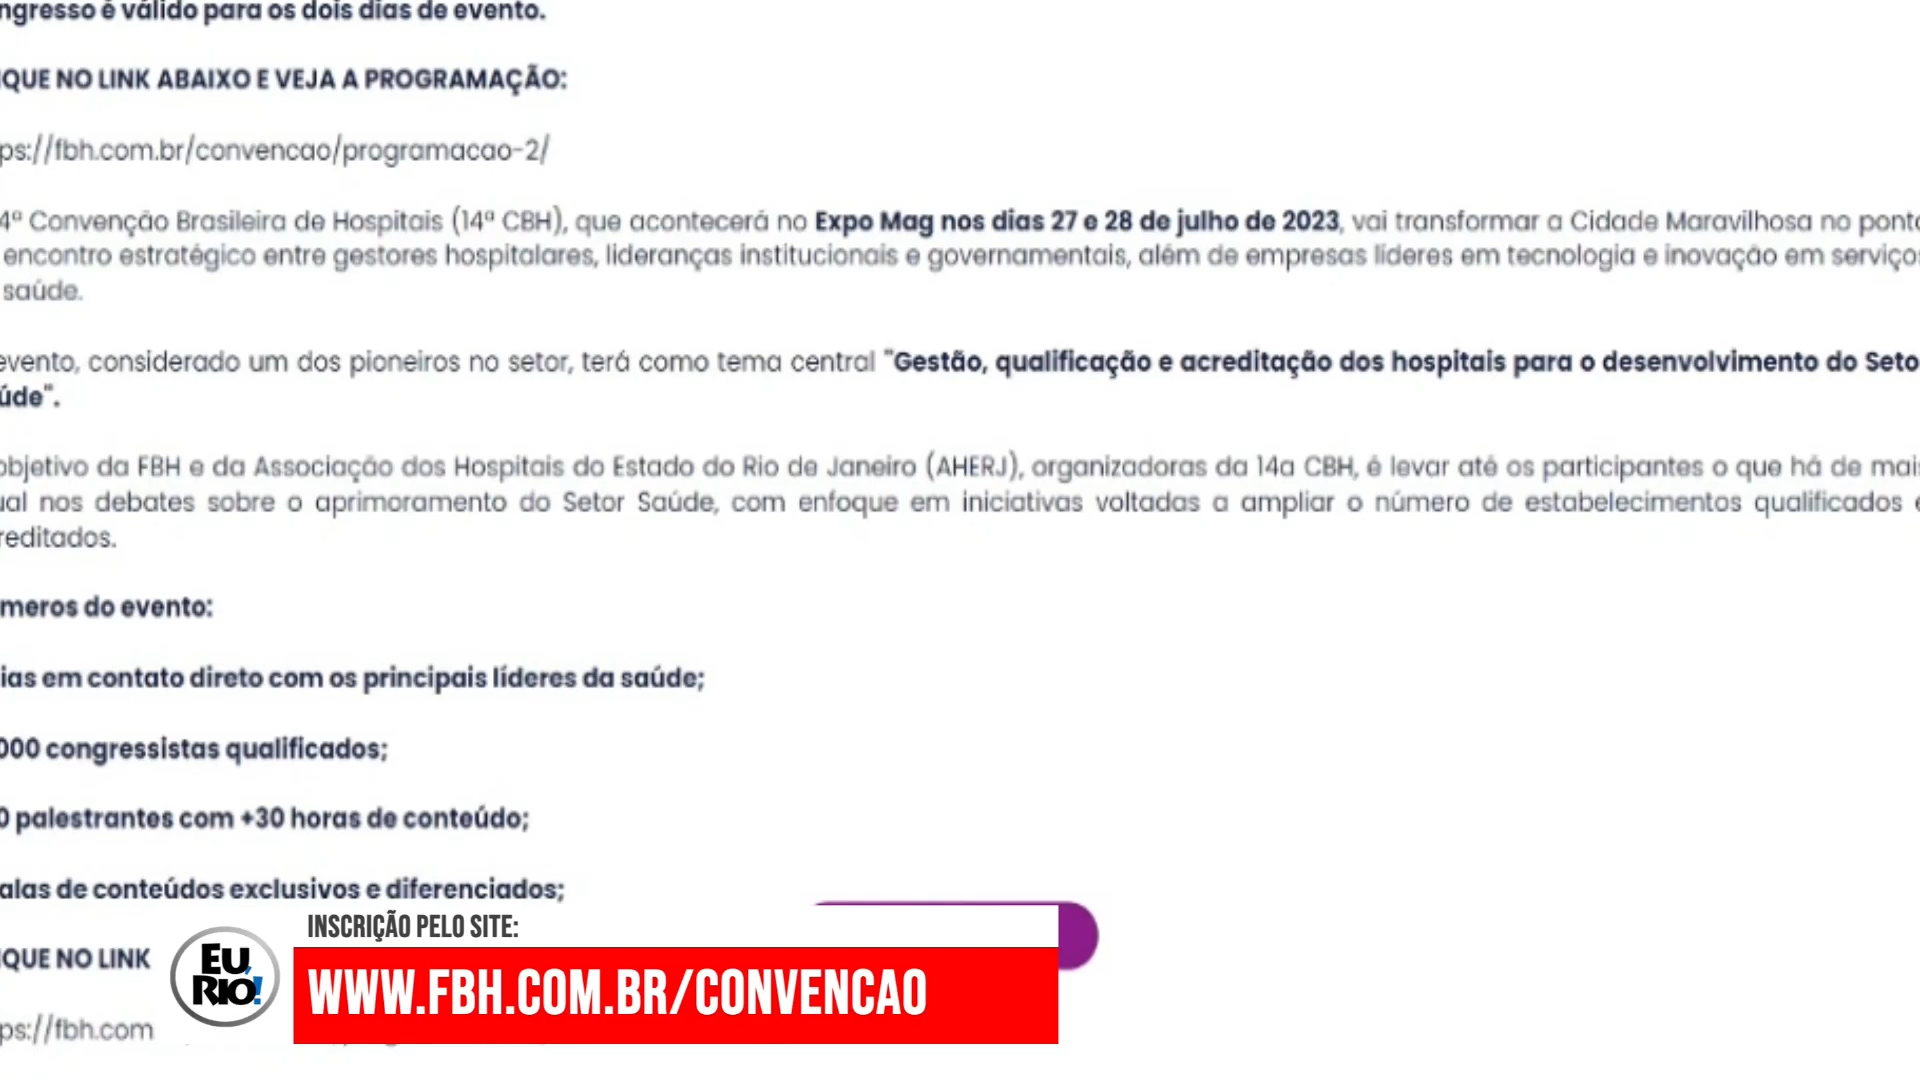 ngresso é válido para os dois dias de evento.
IQUE NO LINK ABAIXO E VEJA A PROGRAMAÇÃO:
ps://fbh.com.br/convencao/programacao-2/
4ª Convenção Brasileira de Hospitais (14ª CBH), que acontecerá no Expo Mag nos dias 27 e 28 de julho de 2023, vai transformar a Cidade Maravilhosa no ponto
encontro estratégico entre gestores hospitalares, lideranças institucionais e governamentais, além de empresas líderes em tecnologia e inovação em serviços
saúde.
evento, considerado um dos pioneiros no setor, terá como tema central "Gestão, qualificação e acreditação dos hospitais para o desenvolvimento do Seto
úde".
objetivo da FBH e da Associação dos Hospitais do Estado do Rio de Janeiro (AHERJ), organizadoras da 14a CBH, é levar até os participantes o que há de mais
ual nos debates sobre o aprimoramento do Setor Saúde, com enfoque em iniciativas voltadas a ampliar o número de estabelecimentos qualificados e
reditados.
meros do evento:
ias em contato direto com os principais líderes da saúde;
000 congressistas qualificados;
0 palestrantes com +30 horas de conteúdo;
alas de conteúdos exclusivos e diferenciados;
IQUE NO LINK
ps://fbh.com
EU, RIO!
INSCRIÇÃO PELO SITE:
WWW.FBH.COM.BR/CONVENCAO